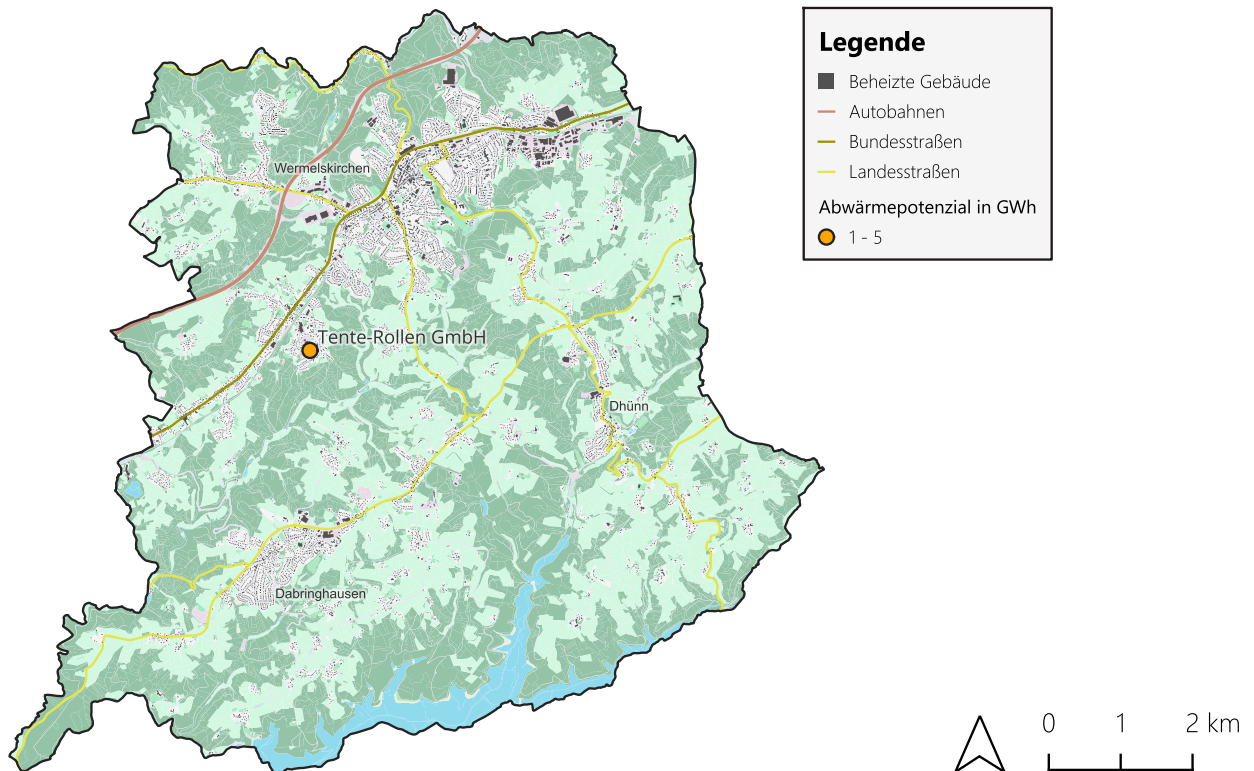 Legende
Beheizte Gebäude
Autobahnen
Bundesstraßen
Landesstraßen
Abwärmepotenzial in GWh
1 - 5
Wermelskirchen
Tente-Rollen GmbH
Dhünn
Dabringhausen
0 1 2 km